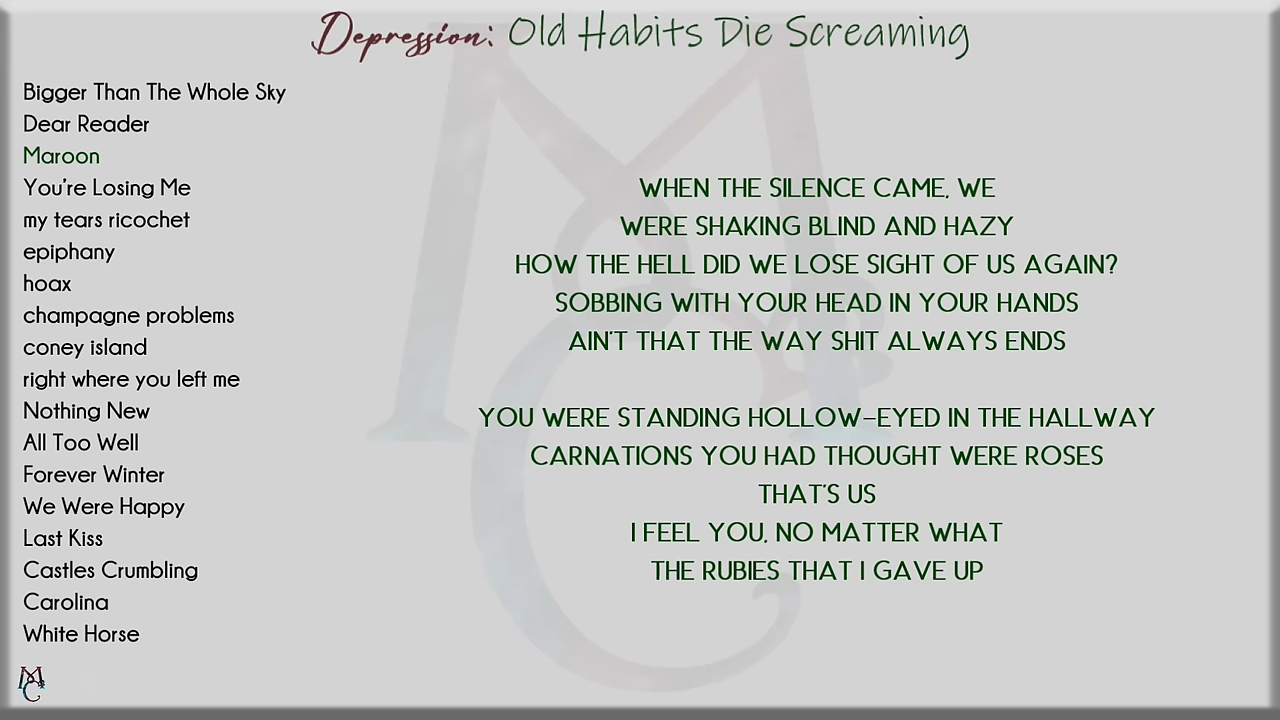 Depression: Old Habits Die Screaming
Bigger Than The Whole Sky
Dear Reader
Maroon
You're Losing Me
my tears ricochet
epiphany
hoax
champagne problems
coney island
right where you left me
Nothing New
All Too Well
Forever Winter
We Were Happy
Last Kiss
Castles Crumbling
Carolina
White Horse
WHEN THE SILENCE CAME, WE
WERE SHAKING BLIND AND HAZY
HOW THE HELL DID WE LOSE SIGHT OF US AGAIN?
SOBBING WITH YOUR HEAD IN YOUR HANDS
AIN'T THAT THE WAY SHIT ALWAYS ENDS
YOU WERE STANDING HOLLOW-EYED IN THE HALLWAY
CARNATIONS YOU HAD THOUGHT WERE ROSES
THAT'S US
I FEEL YOU, NO MATTER WHAT
THE RUBIES THAT I GAVE UP